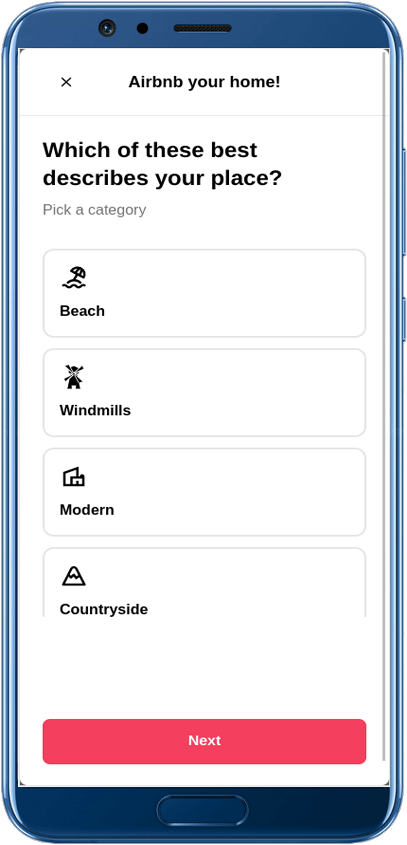 Airbnb your home!
Which of these best
describes your place?
Pick a category
Beach
Windmills
Modern
Countryside
Next